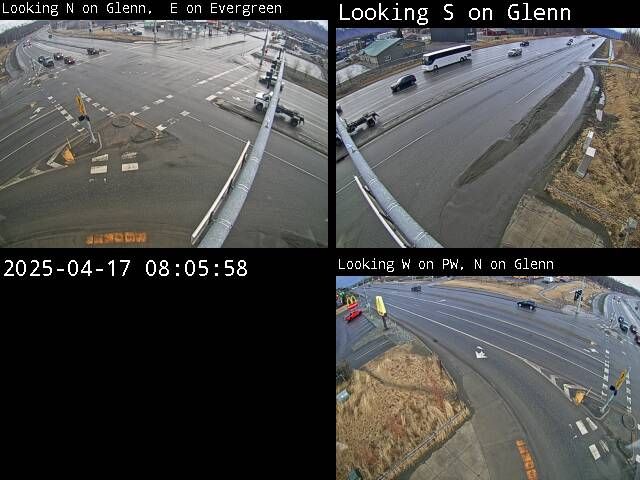 Looking N on Glenn, E on Evergreen
Looking S on Glenn
2025-04-17 08:05:58
Looking W on PW, N on Glenn